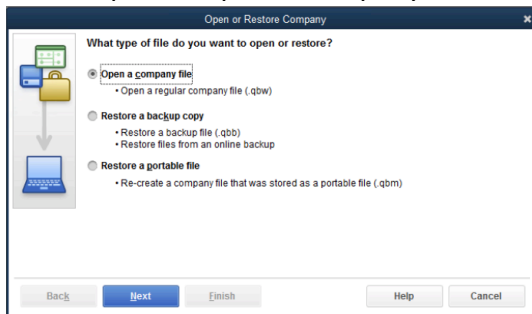 Open or Restore Company
What type of file do you want to open or restore?
Open a company file
• Open a regular company file (.qbw)
Restore a backup copy
• Restore a backup file (.qbb)
• Restore files from an online backup
Restore a portable file
• Re-create a company file that was stored as a portable file (.qbm)
Back Next Finish Help Cancel